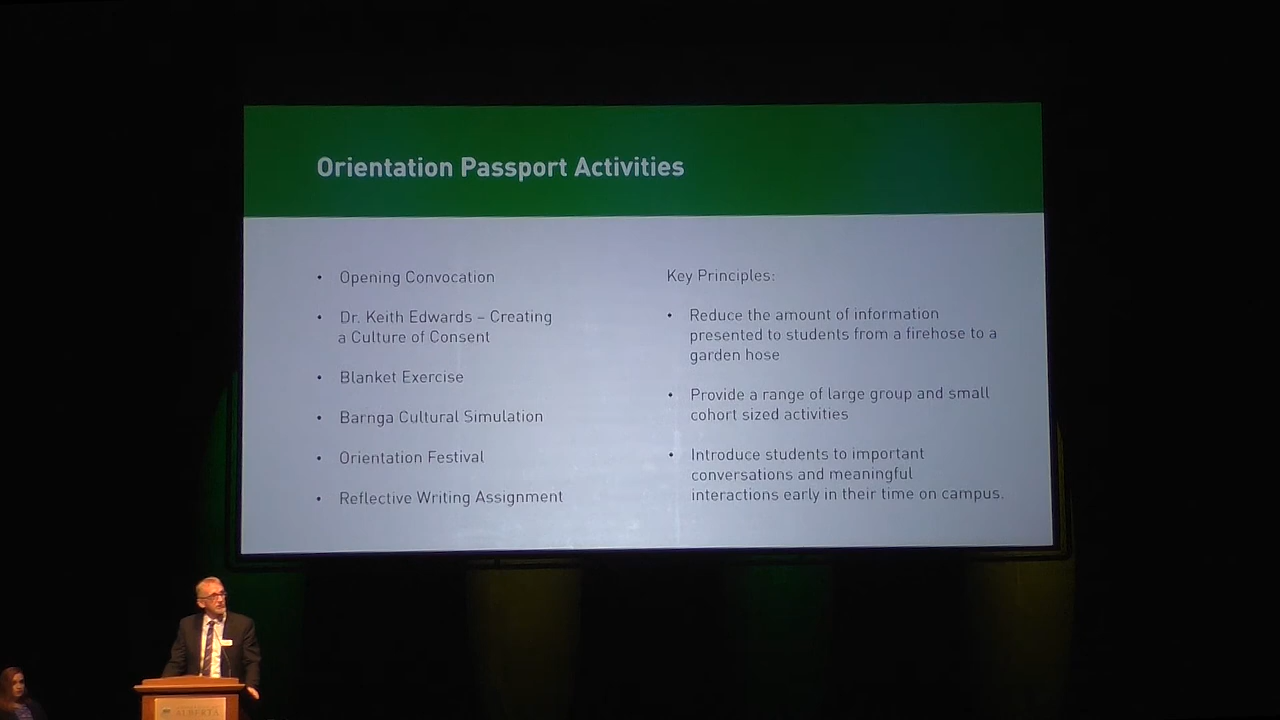 Orientation Passport Activities
• Opening Convocation
• Dr. Keith Edwards – Creating
a Culture of Consent
• Blanket Exercise
• Barnga Cultural Simulation
• Orientation Festival
• Reflective Writing Assignment
Key Principles:
• Reduce the amount of information
presented to students from a firehose to a
garden hose
• Provide a range of large group and small
cohort sized activities
• Introduce students to important
conversations and meaningful
interactions early in their time on campus.
ALBERTA